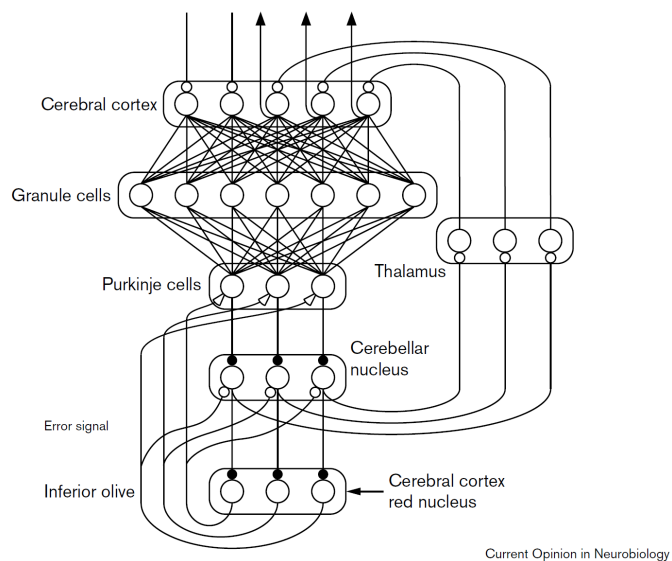 Cerebral cortex
Granule cells
Thalamus
Purkinje cells
Cerebellar
nucleus
Error signal
Inferior olive
Cerebral cortex
red nucleus
Current Opinion in Neurobiology